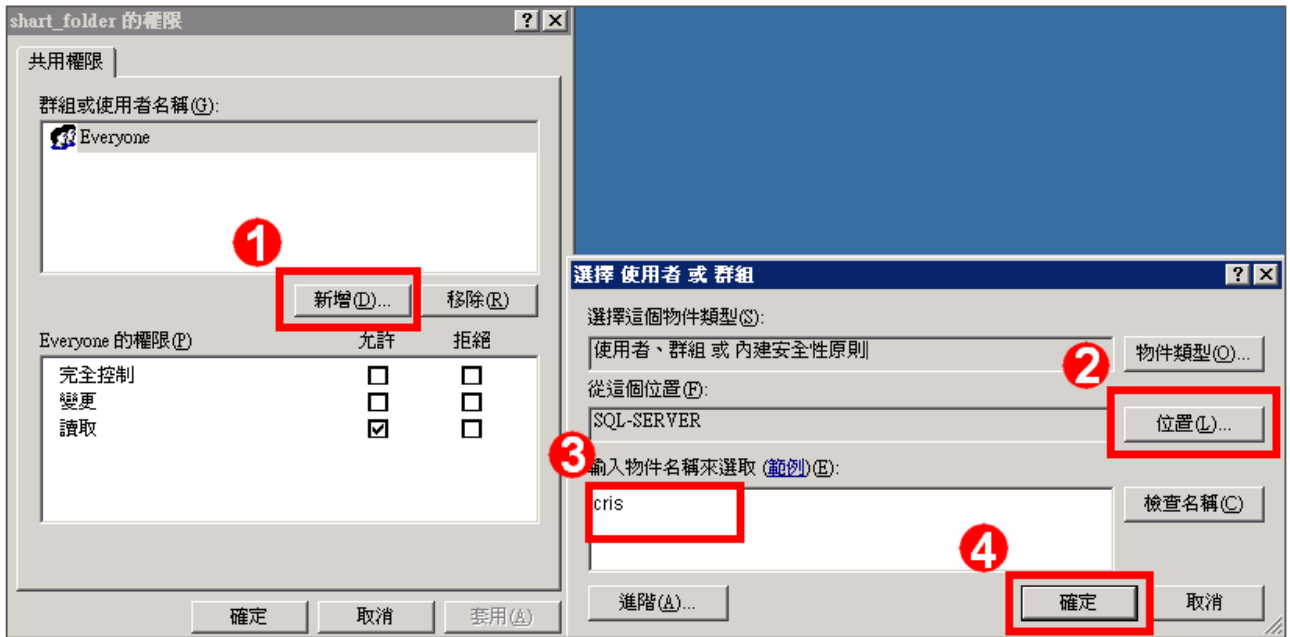 shart_folder 的權限
共用權限
群組或使用者名稱(G):
Everyone
1
新增(D)...
移除(R)
Everyone 的權限(P)
允許
拒絕
完全控制
變更
讀取
確定
取消
套用(A)
選擇 使用者 或 群組
選擇這個物件類型(S):
使用者、群組 或 內建安全性原則
物件類型(O)...
2
從這個位置(F):
SQL-SERVER
位置(L)...
3
輸入物件名稱來選取 (範例)(E):
cris
檢查名稱(C)
4
進階(A)...
確定
取消